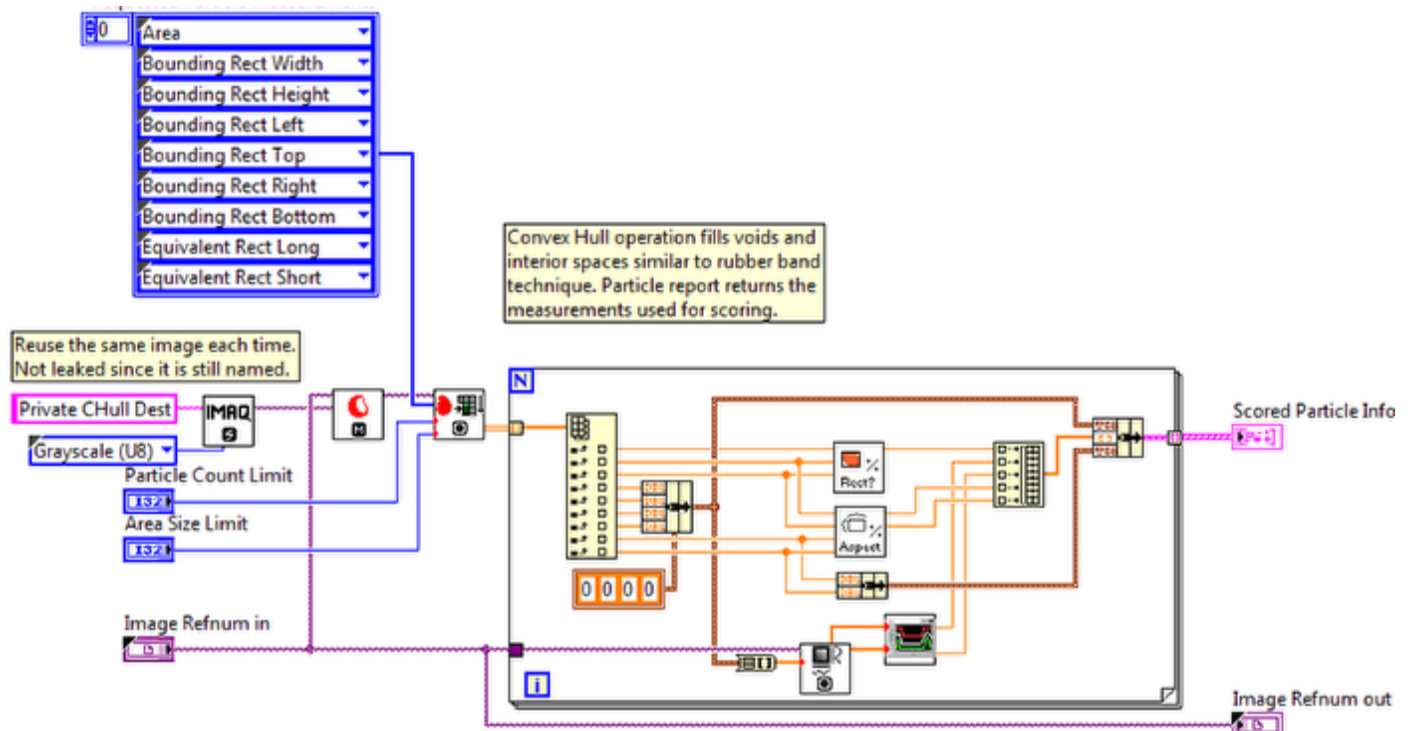 0
Area
Bounding Rect Width
Bounding Rect Height
Bounding Rect Left
Bounding Rect Top
Bounding Rect Right
Bounding Rect Bottom
Equivalent Rect Long
Equivalent Rect Short
Convex Hull operation fills voids and
interior spaces similar to rubber band
technique. Particle report returns the
measurements used for scoring.
Reuse the same image each time.
Not leaked since it is still named.
N
Private CHull Dest
IMAQ
M
Grayscale (U8)
Particle Count Limit
I32
Area Size Limit
I32
Rect?
Aspect
Scored Particle Info
0 0 0 0
Image Refnum in
i
Image Refnum out